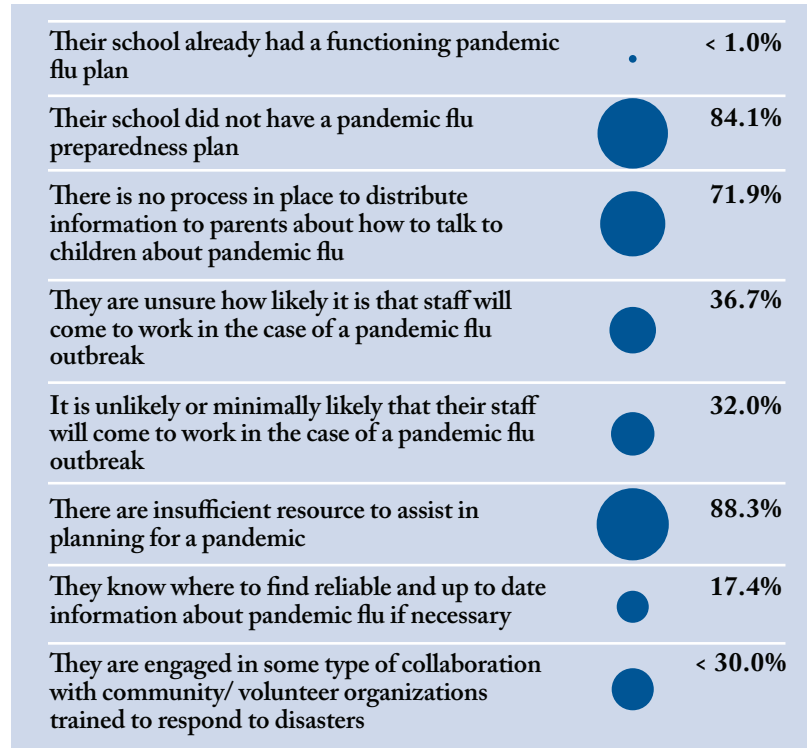 Their school already had a functioning pandemic
flu plan
< 1.0%
Their school did not have a pandemic flu
preparedness plan
84.1%
There is no process in place to distribute
information to parents about how to talk to
children about pandemic flu
71.9%
They are unsure how likely it is that staff will
come to work in the case of a pandemic flu
outbreak
36.7%
It is unlikely or minimally likely that their staff
will come to work in the case of a pandemic flu
outbreak
32.0%
There are insufficient resource to assist in
planning for a pandemic
88.3%
They know where to find reliable and up to date
information about pandemic flu if necessary
17.4%
They are engaged in some type of collaboration
with community/ volunteer organizations
trained to respond to disasters
< 30.0%